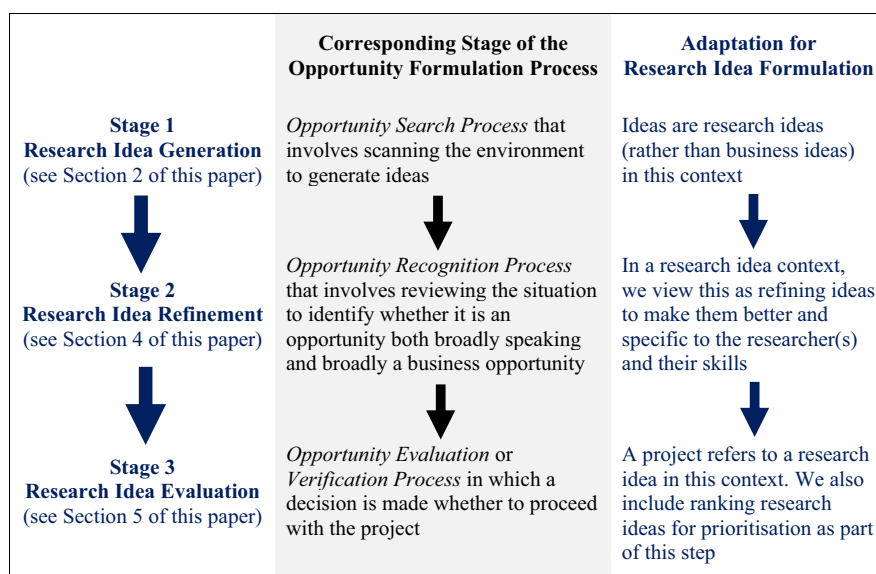 Corresponding Stage of the
Opportunity Formulation Process
Adaptation for
Research Idea Formulation
Stage 1
Research Idea Generation
(see Section 2 of this paper)
Opportunity Search Process that
involves scanning the environment
to generate ideas
Ideas are research ideas
(rather than business ideas)
in this context
Stage 2
Research Idea Refinement
(see Section 4 of this paper)
Opportunity Recognition Process
that involves reviewing the situation
to identify whether it is an
opportunity both broadly speaking
and broadly a business opportunity
In a research idea context,
we view this as refining ideas
to make them better and
specific to the researcher(s)
and their skills
Stage 3
Research Idea Evaluation
(see Section 5 of this paper)
Opportunity Evaluation or
Verification Process in which a
decision is made whether to proceed
with the project
A project refers to a research
idea in this context. We also
include ranking research
ideas for prioritisation as part
of this step